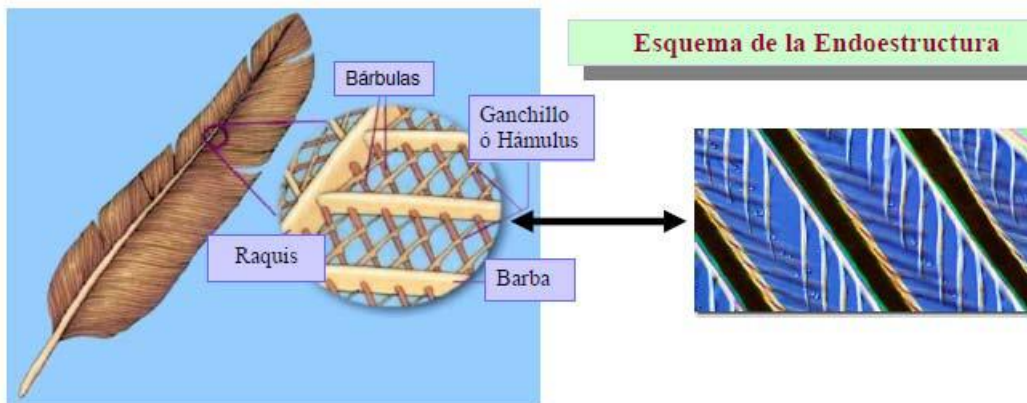 Esquema de la Endoestructura
Bárbulas
Ganchillo
ó Hámulus
Raquis
Barba